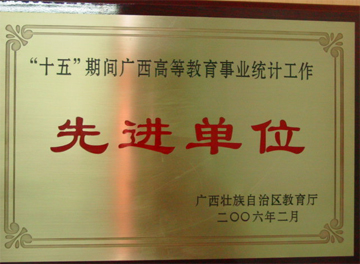 “十五”期间广西高等教育事业统计工作
先进单位
广西壮族自治区教育厅
二〇〇六年二月